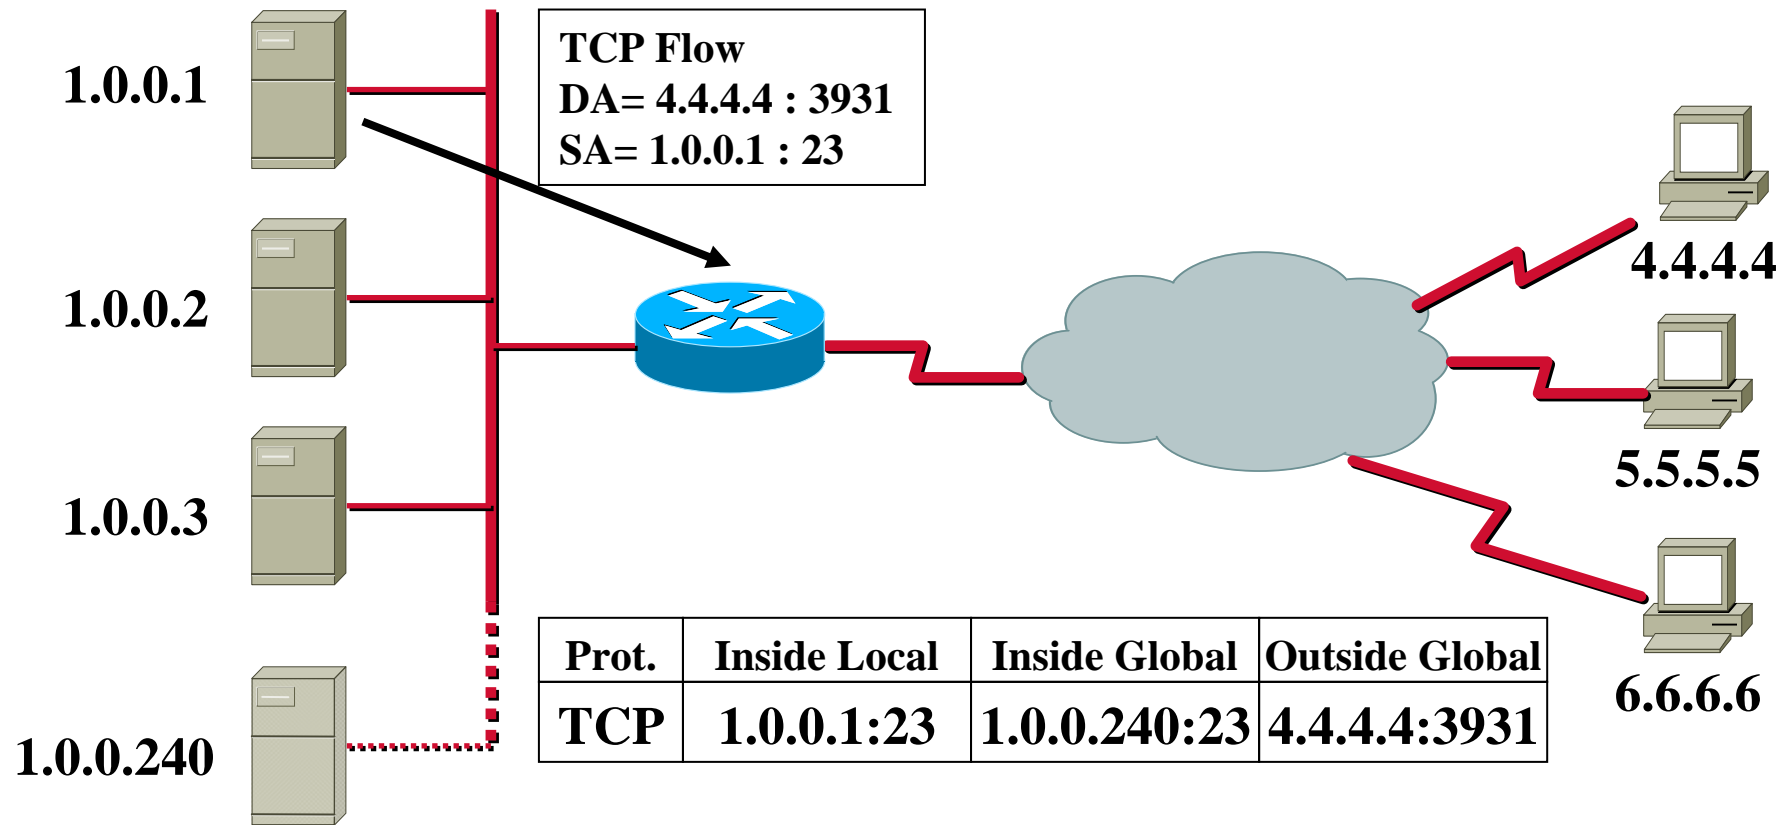 TCP Flow
DA= 4.4.4.4 : 3931
SA= 1.0.0.1 : 23
1.0.0.1
1.0.0.2
1.0.0.3
1.0.0.240
4.4.4.4
5.5.5.5
6.6.6.6
Prot. Inside Local Inside Global Outside Global
TCP 1.0.0.1:23 1.0.0.240:23 4.4.4.4:3931